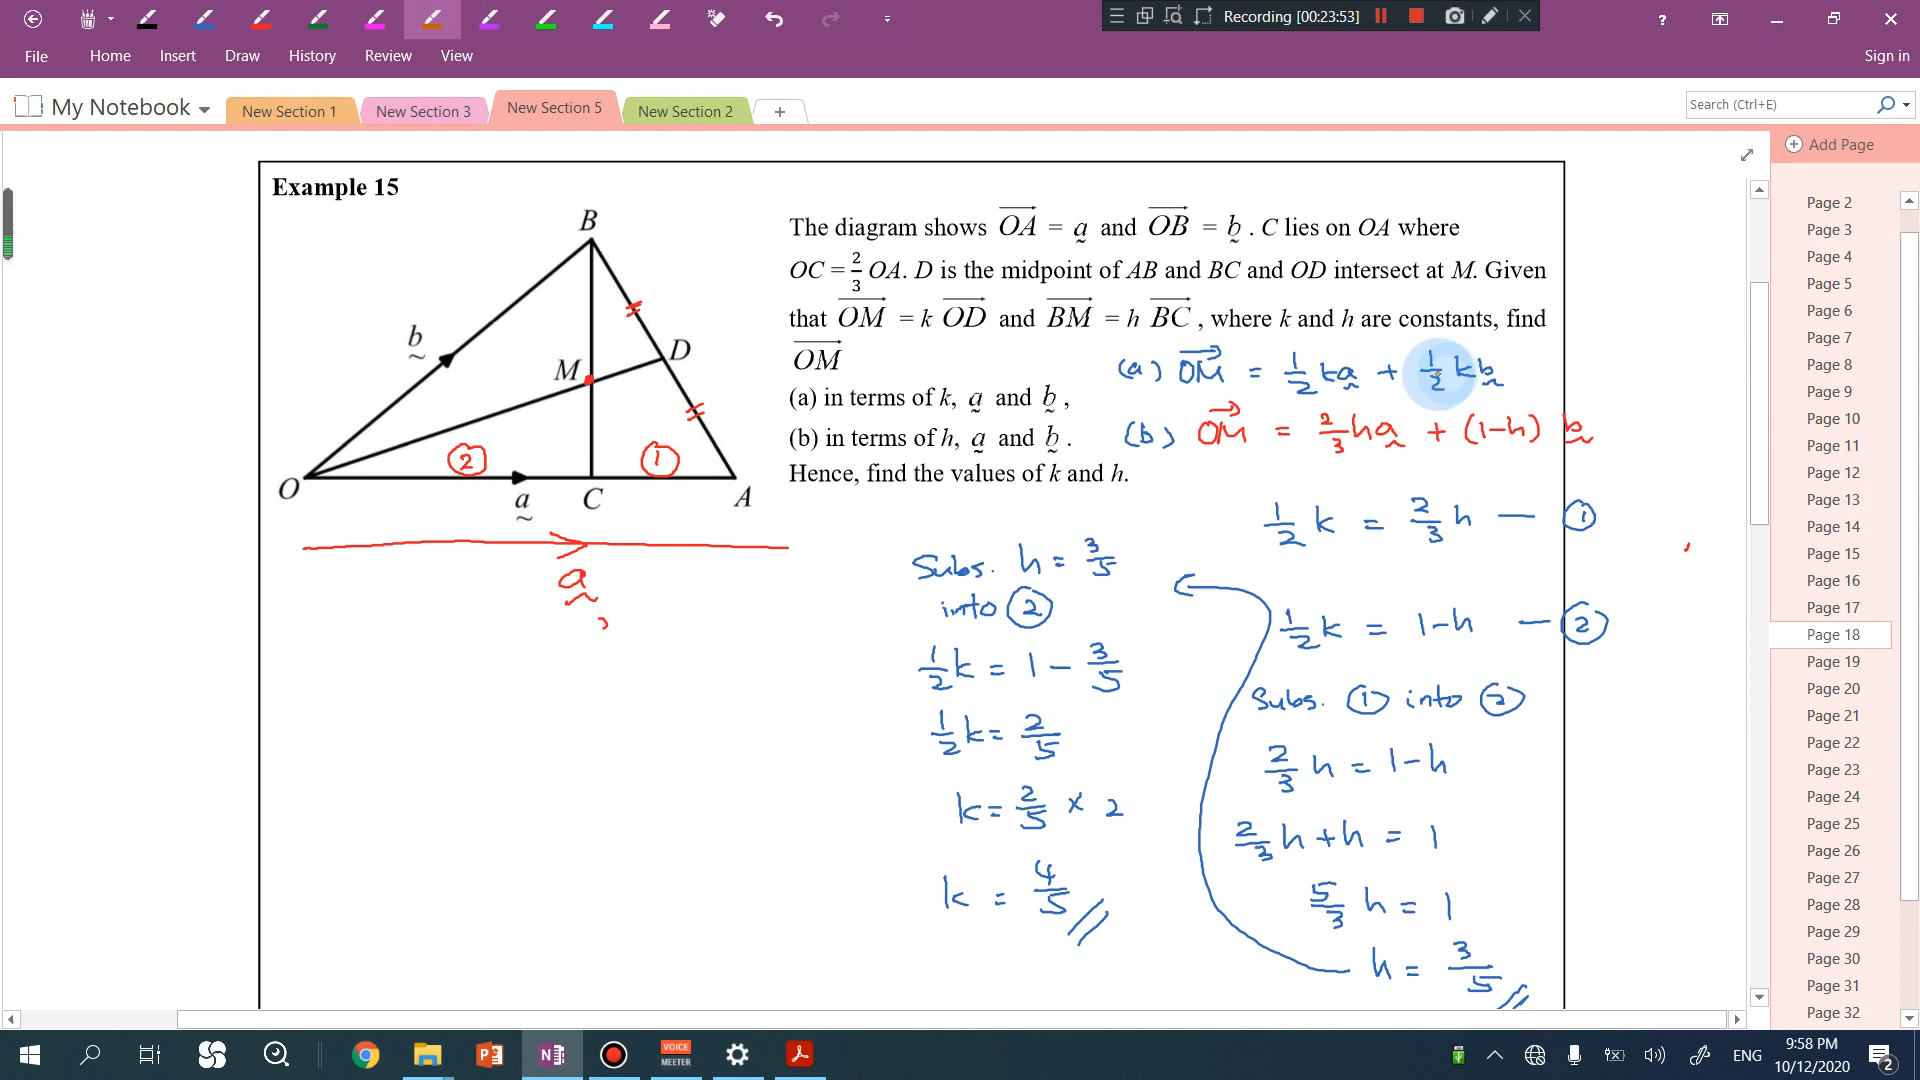 Recording [00:23:53]
File Home Insert Draw History Review View
Sign in
My Notebook
New Section 1
New Section 3
New Section 5
New Section 2
Search (Ctrl+E)
Add Page
Example 15
B
b
M
D
② ①
O a C A
a
,
The diagram shows OA = a and OB = b . C lies on OA where
OC = 2/3 OA. D is the midpoint of AB and BC and OD intersect at M. Given
that OM = k OD and BM = h BC , where k and h are constants, find
OM
(a) in terms of k, a and b ,
(b) in terms of h, a and b .
Hence, find the values of k and h.
(a) OM = 1/2 ka + 1/2 kb
(b) OM = 2/3 ha + (1-h) b
1/2 k = 2/3 h — ①
1/2 k = 1-h — ②
Subs. ① into ②
2/3 h = 1-h
2/3 h + h = 1
5/3 h = 1
h = 3/5 //
Subs. h = 3/5
into ②
1/2 k = 1 - 3/5
1/2 k = 2/5
k = 2/5 × 2
k = 4/5 //
Page 2
Page 3
Page 4
Page 5
Page 6
Page 7
Page 8
Page 9
Page 10
Page 11
Page 12
Page 13
Page 14
Page 15
Page 16
Page 17
Page 18
Page 19
Page 20
Page 21
Page 22
Page 23
Page 24
Page 25
Page 26
Page 27
Page 28
Page 29
Page 30
Page 31
Page 32
VOICE
MEETER
ENG
9:58 PM
10/12/2020
2